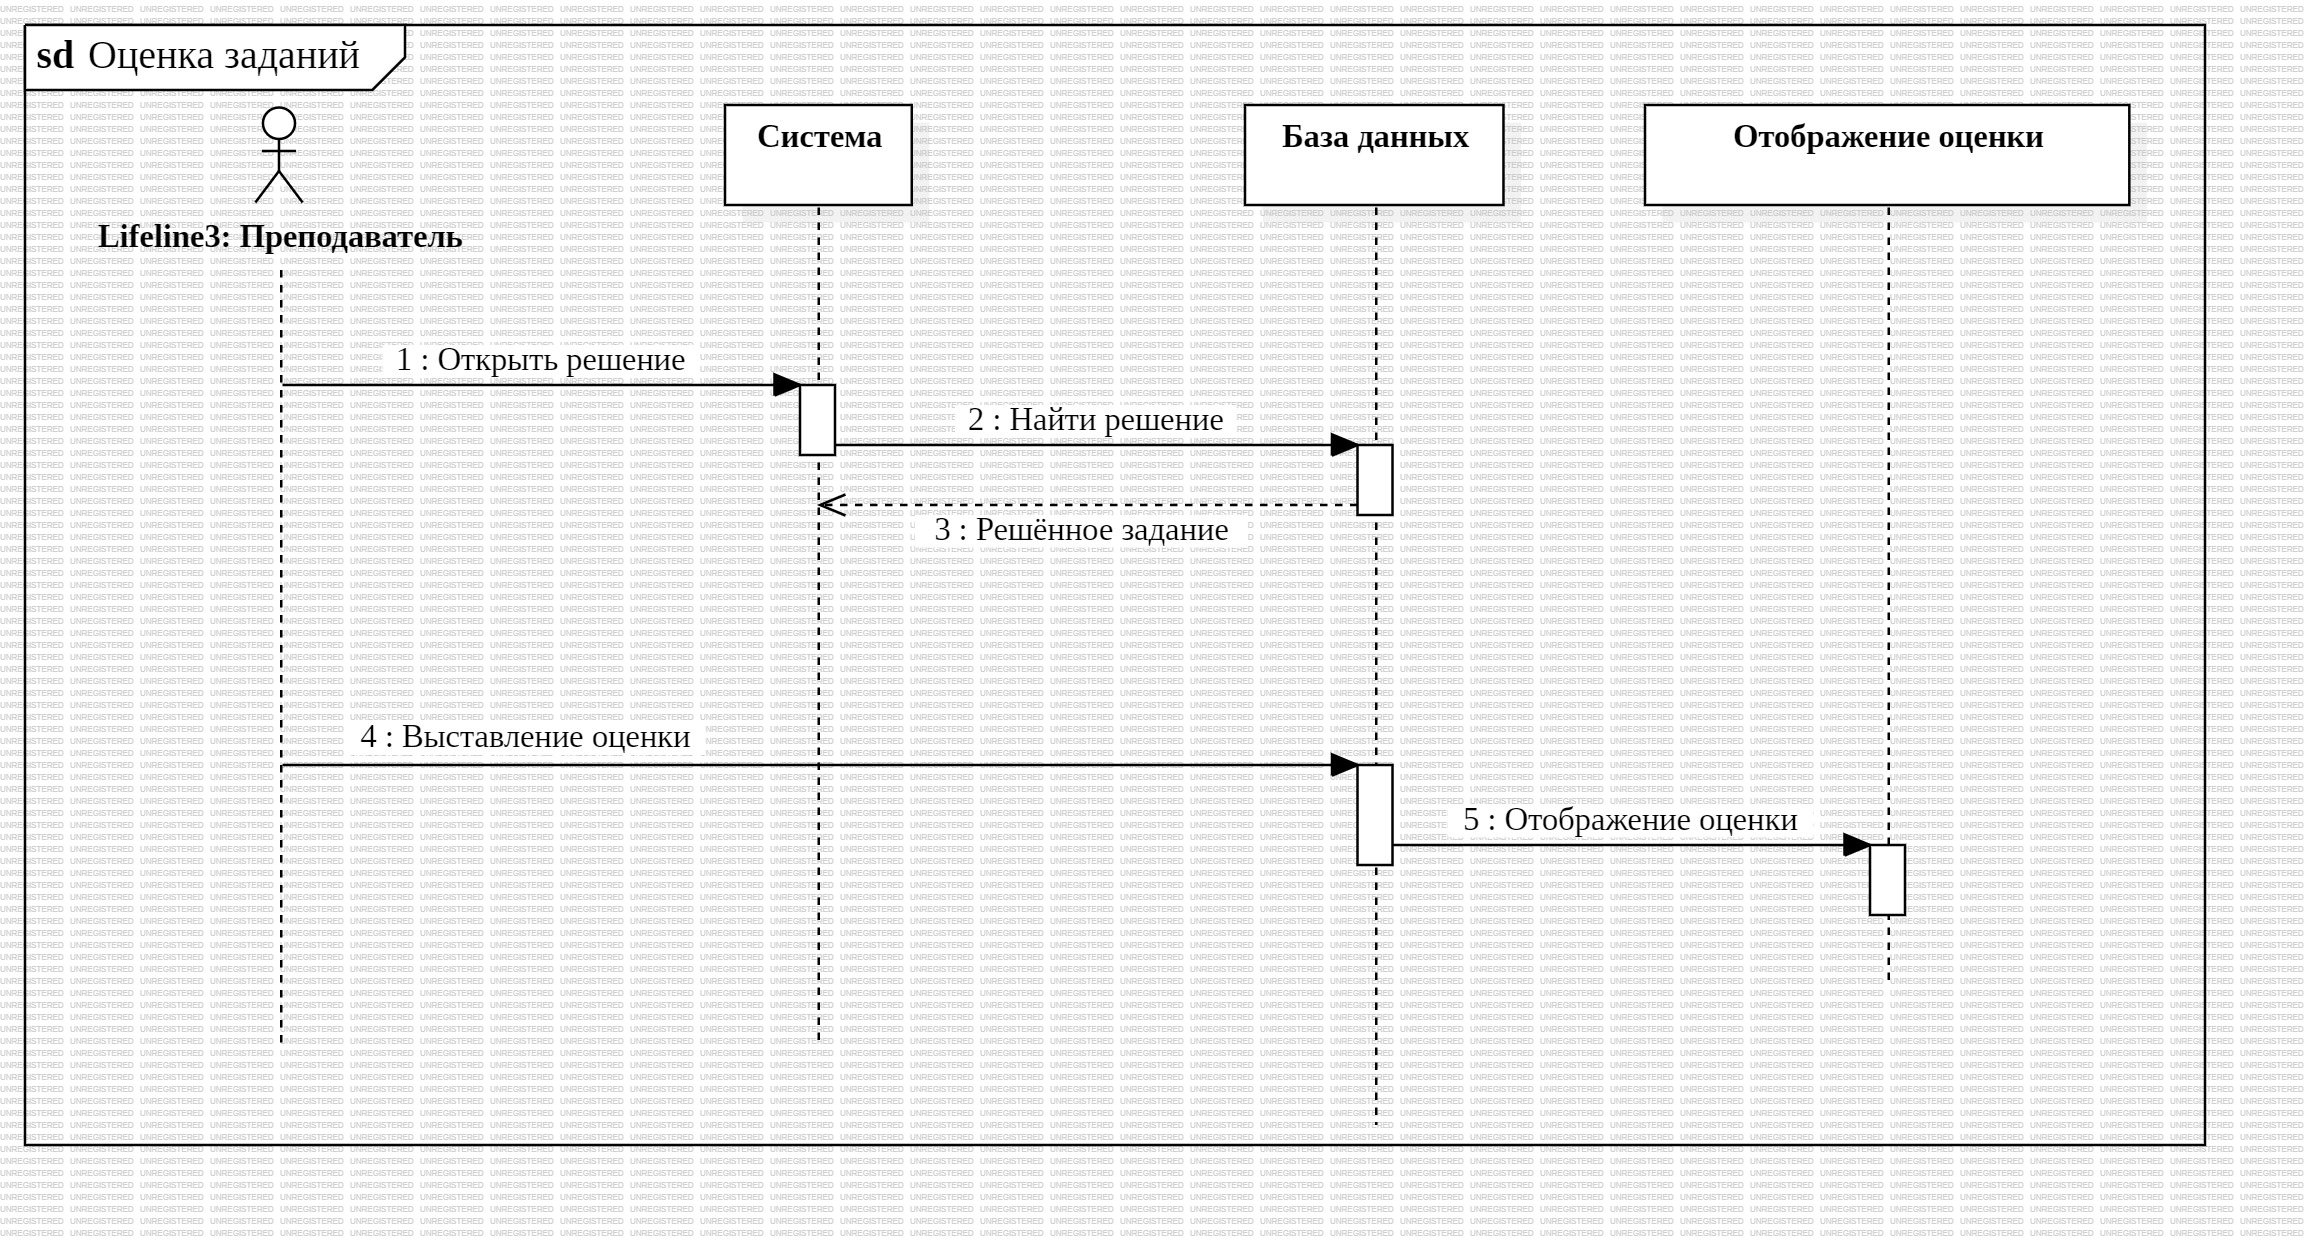 sd Оценка заданий
Система
База данных
Отображение оценки
Lifeline3: Преподаватель
1 : Открыть решение
2 : Найти решение
3 : Решённое задание
4 : Выставление оценки
5 : Отображение оценки
UNREGISTERED